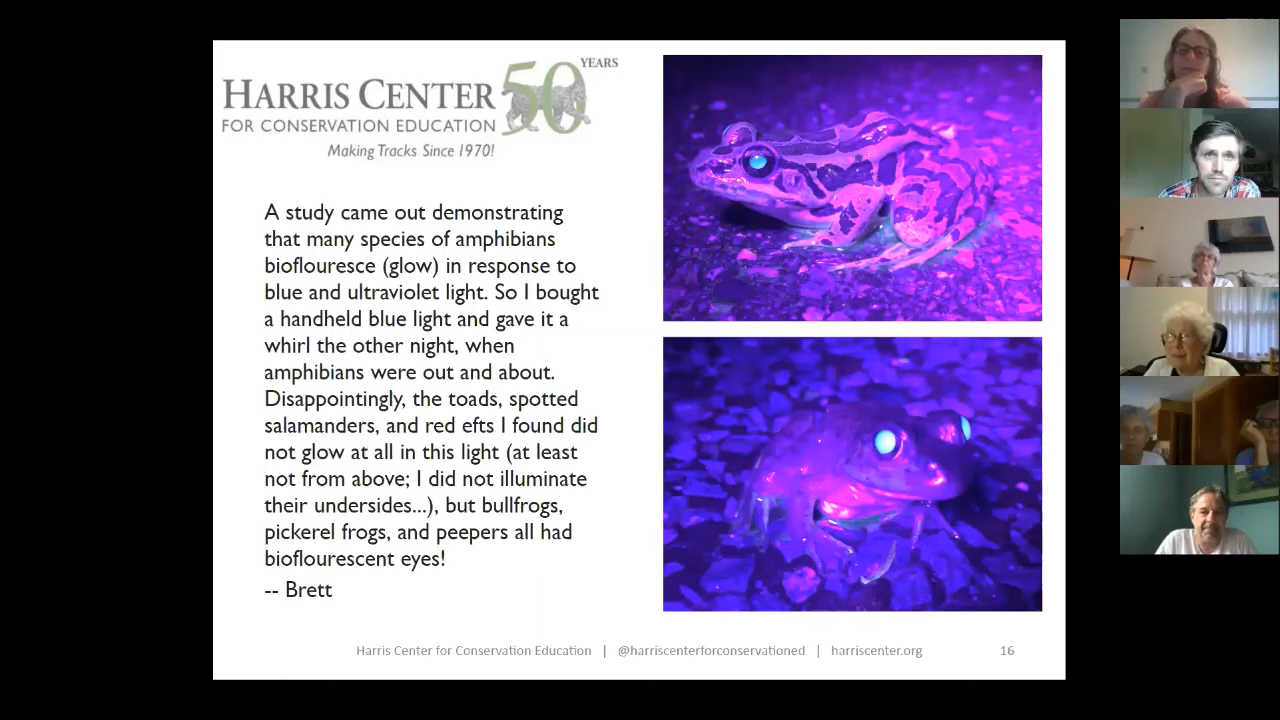 HARRIS CENTER 50 YEARS
FOR CONSERVATION EDUCATION
Making Tracks Since 1970!
A study came out demonstrating
that many species of amphibians
bioflouresce (glow) in response to
blue and ultraviolet light. So I bought
a handheld blue light and gave it a
whirl the other night, when
amphibians were out and about.
Disappointingly, the toads, spotted
salamanders, and red efts I found did
not glow at all in this light (at least
not from above; I did not illuminate
their undersides...), but bullfrogs,
pickerel frogs, and peepers all had
bioflourescent eyes!
-- Brett
Harris Center for Conservation Education | @harriscenterforconservationed | harriscenter.org 16